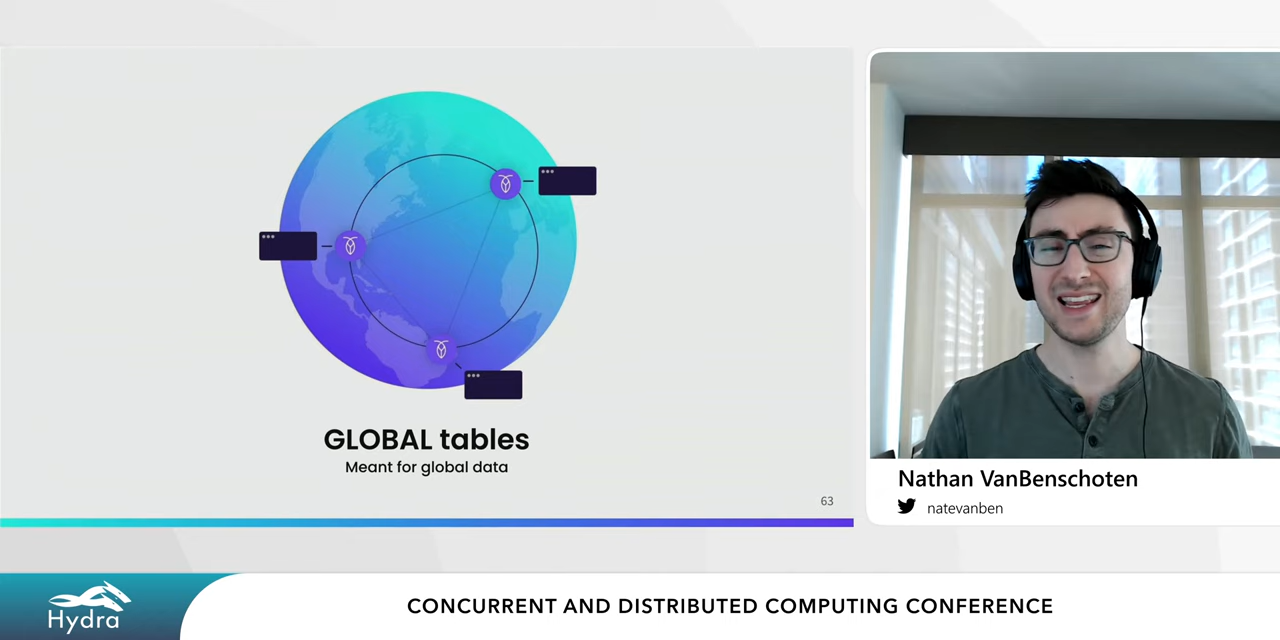 GLOBAL tables
Meant for global data
63
Nathan VanBenschoten
natevanben
Hydra
CONCURRENT AND DISTRIBUTED COMPUTING CONFERENCE